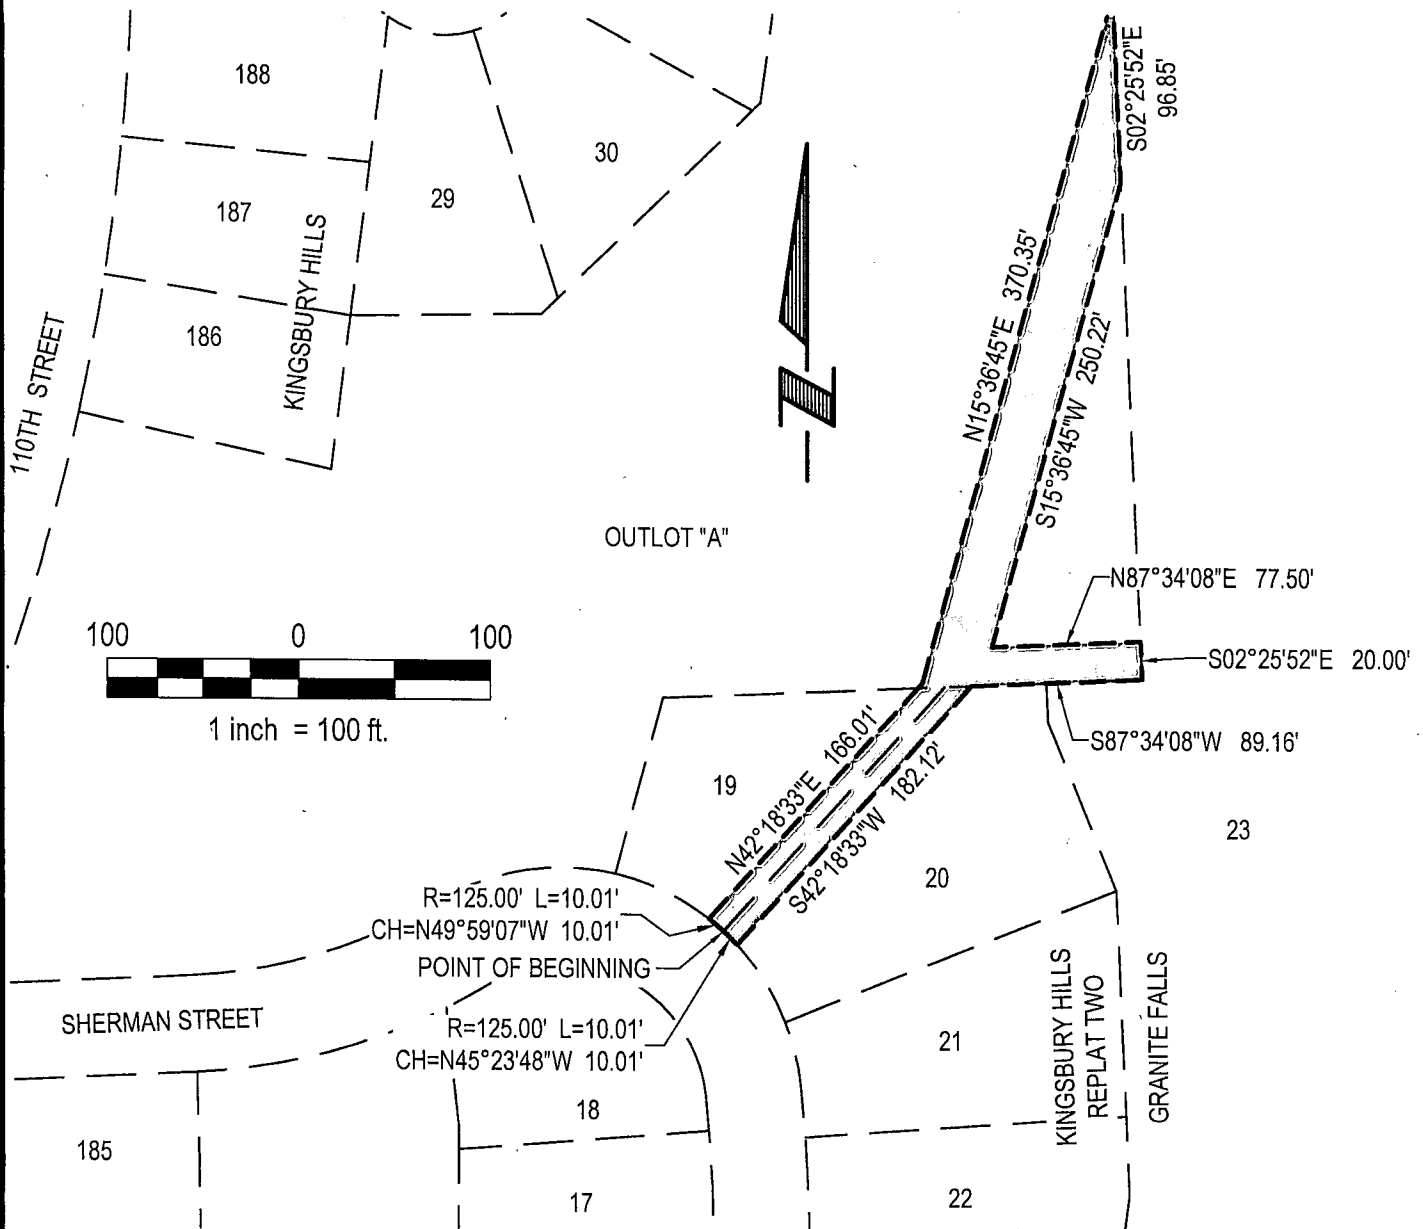 188
30
187
29
KINGSBURY HILLS
186
110TH STREET
S02°25'52"E
96.85'
N15°36'45"E 370.35'
S15°36'45"W 250.22'
OUTLOT "A"
N87°34'08"E 77.50'
S02°25'52"E 20.00'
S87°34'08"W 89.16'
100 0 100
1 inch = 100 ft.
19
N42°18'33"E 166.01'
S42°18'33"W 182.12'
23
20
R=125.00' L=10.01'
CH=N49°59'07"W 10.01'
POINT OF BEGINNING
SHERMAN STREET
R=125.00' L=10.01'
CH=N45°23'48"W 10.01'
21
KINGSBURY HILLS
REPLAT TWO
GRANITE FALLS
18
185
17
22